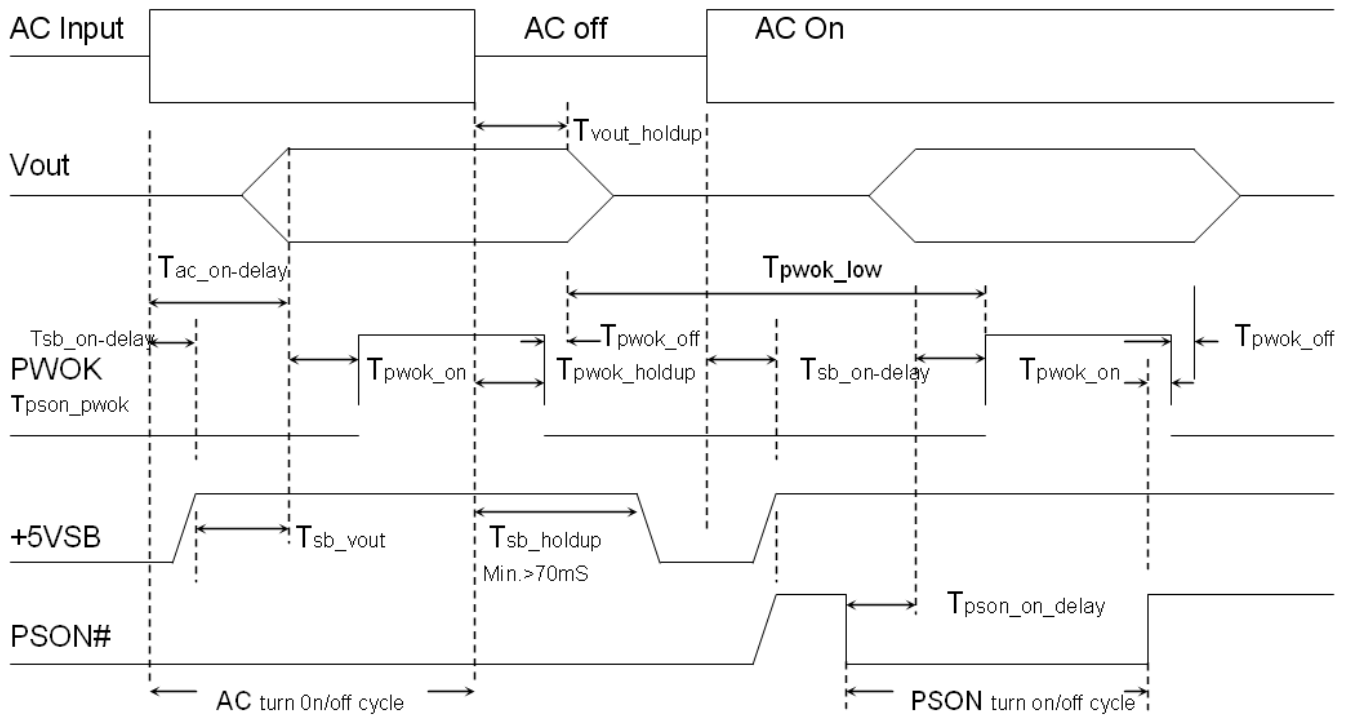 AC Input
AC off
AC On
Tvout_holdup
Vout
Tac_on-delay
Tpwok_low
Tsb_on-delay
Tpwok_off
Tpwok_off
PWOK
Tpwok_on
Tpwok_holdup
Tsb_on-delay
Tpwok_on
Tpson_pwok
+5VSB
Tsb_vout
Tsb_holdup
Min.>70mS
Tpson_on_delay
PSON#
AC turn 0n/off cycle
PSON turn on/off cycle